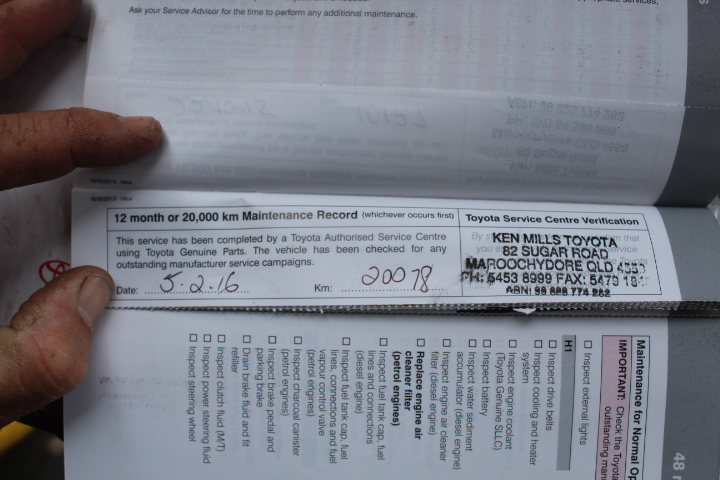 Ask your Service Advisor for the time to perform any additional maintenance.
12 month or 20,000 km Maintenance Record (whichever occurs first)
Toyota Service Centre Verification
This service has been completed by a Toyota Authorised Service Centre
using Toyota Genuine Parts. The vehicle has been checked for any
outstanding manufacturer service campaigns.
Date: 5.2.16 Km: 20078
KEN MILLS TOYOTA
82 SUGAR ROAD
MAROOCHYDORE QLD
PH: 5453 8999 FAX: 5479
Maintenance for Normal Op
IMPORTANT: Check the Toyota
outstanding man
☐ Inspect external lights
H1
☐ Inspect drive belts
☐ Inspect cooling and heater
system
☐ Inspect engine coolant
(Toyota Genuine SLLC)
☐ Inspect battery
☐ Inspect water sediment
accumulator (diesel engine)
☐ Inspect engine air cleaner
filter (diesel engine)
☐ Replace engine air
cleaner filter
(petrol engines)
☐ Inspect fuel tank cap, fuel
lines and connections
(diesel engine)
☐ Inspect fuel tank cap, fuel
lines, connections and fuel
vapour control valve
(petrol engines)
☐ Inspect charcoal canister
(petrol engines)
☐ Inspect brake pedal and
parking brake
☐ Drain brake fluid and fit
refiller
☐ Inspect clutch fluid (M/T)
☐ Inspect power steering fluid
☐ Inspect steering wheel